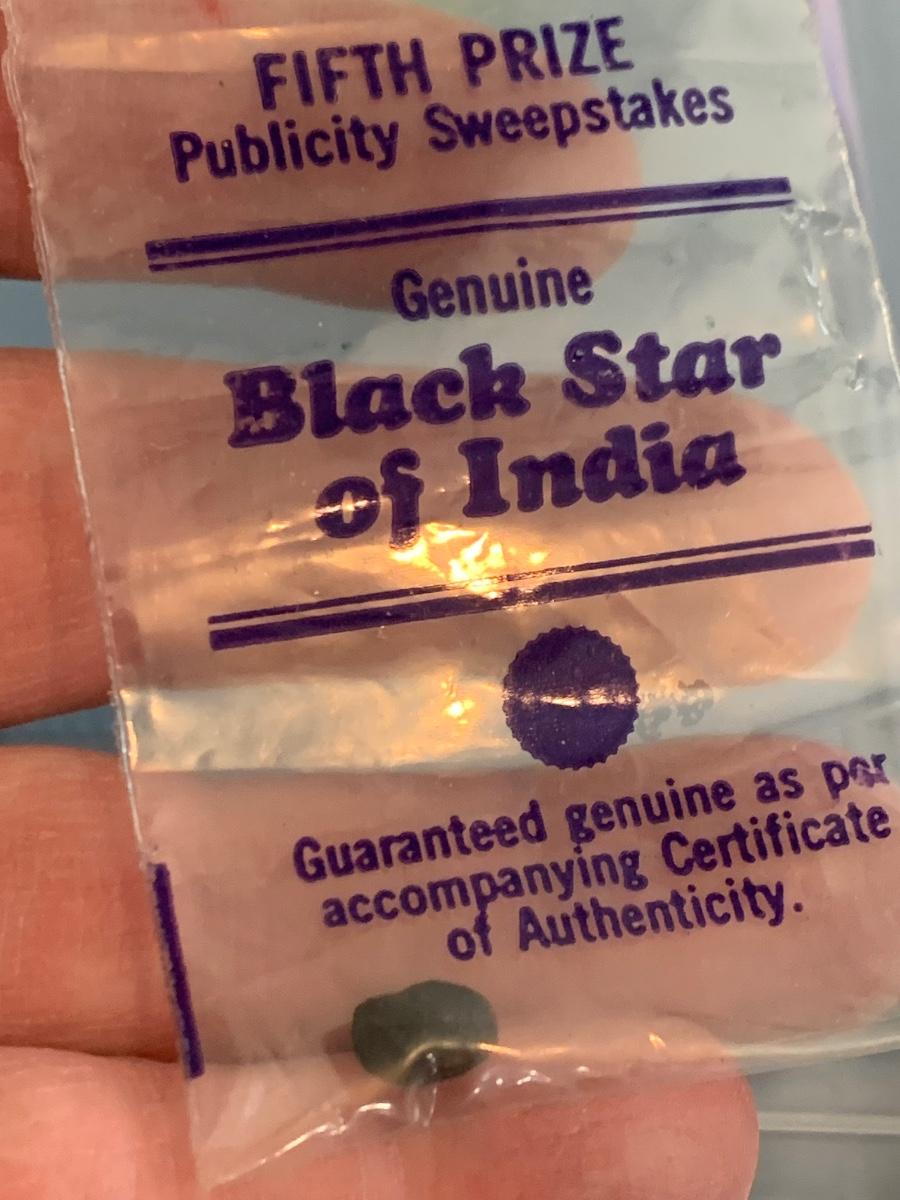 FIFTH PRIZE
Publicity Sweepstakes
Genuine
Black Star
of India
Guaranteed genuine as per
accompanying Certificate
of Authenticity.